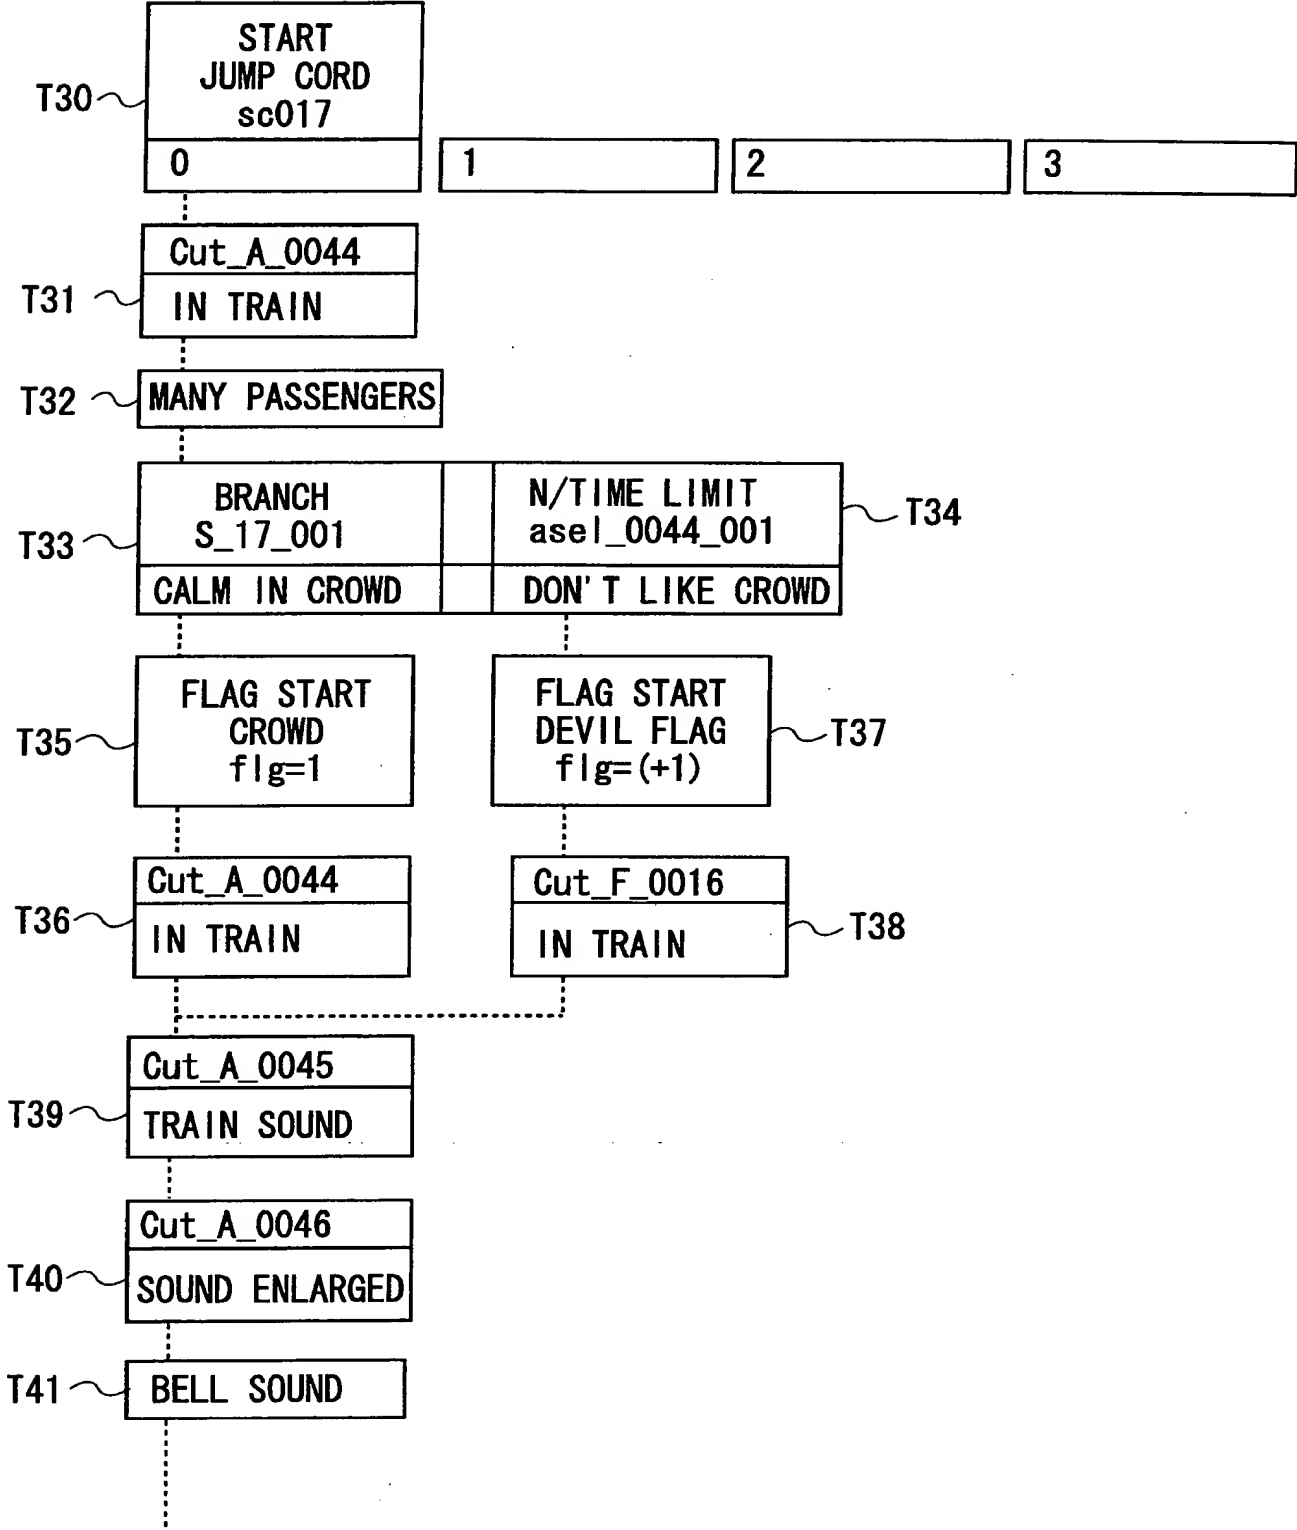 START
JUMP CORD
sc017
T30
0
1
2
3
Cut_A_0044
T31
IN TRAIN
T32
MANY PASSENGERS
BRANCH
S_17_001
T33
N/TIME LIMIT
asel_0044_001
T34
CALM IN CROWD
DON'T LIKE CROWD
FLAG START
CROWD
flg=1
T35
FLAG START
DEVIL FLAG
flg=(+1)
T37
Cut_A_0044
T36
IN TRAIN
Cut_F_0016
IN TRAIN
T38
Cut_A_0045
T39
TRAIN SOUND
Cut_A_0046
T40
SOUND ENLARGED
T41
BELL SOUND